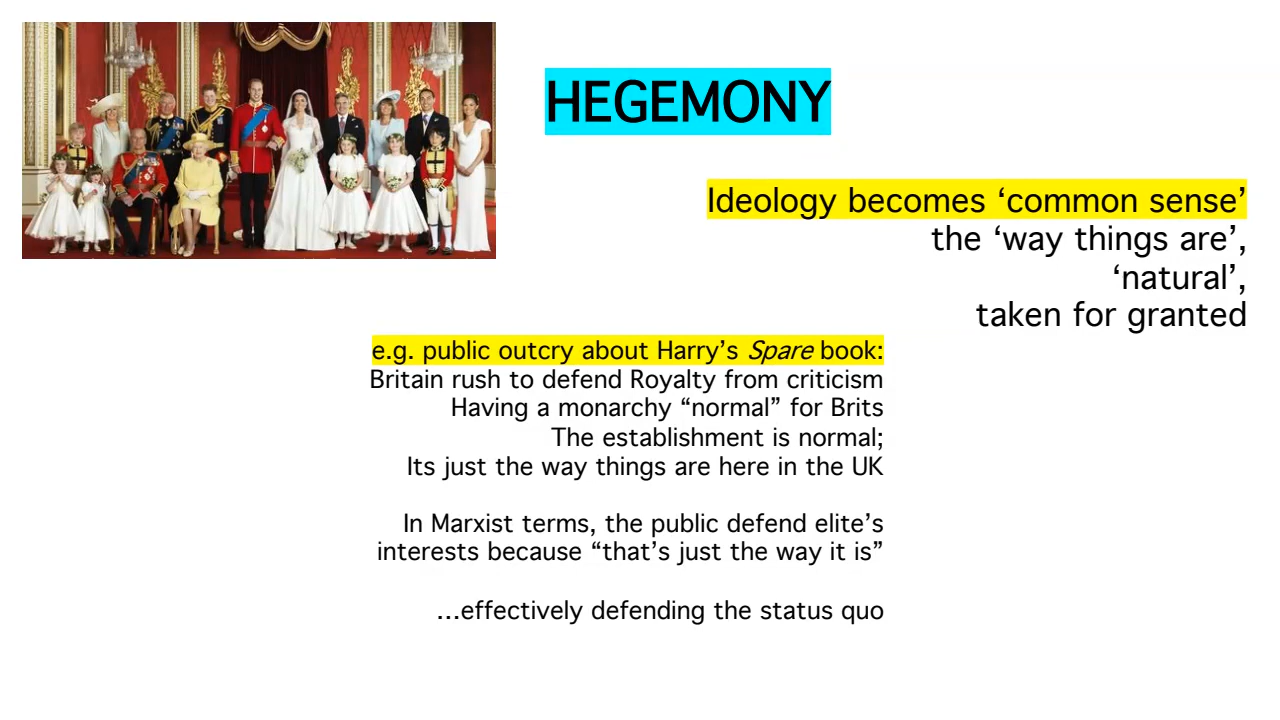 HEGEMONY
Ideology becomes ‘common sense’
the ‘way things are’,
‘natural’,
taken for granted
e.g. public outcry about Harry’s Spare book:
Britain rush to defend Royalty from criticism
Having a monarchy “normal” for Brits
The establishment is normal;
Its just the way things are here in the UK
In Marxist terms, the public defend elite’s
interests because “that’s just the way it is”
…effectively defending the status quo